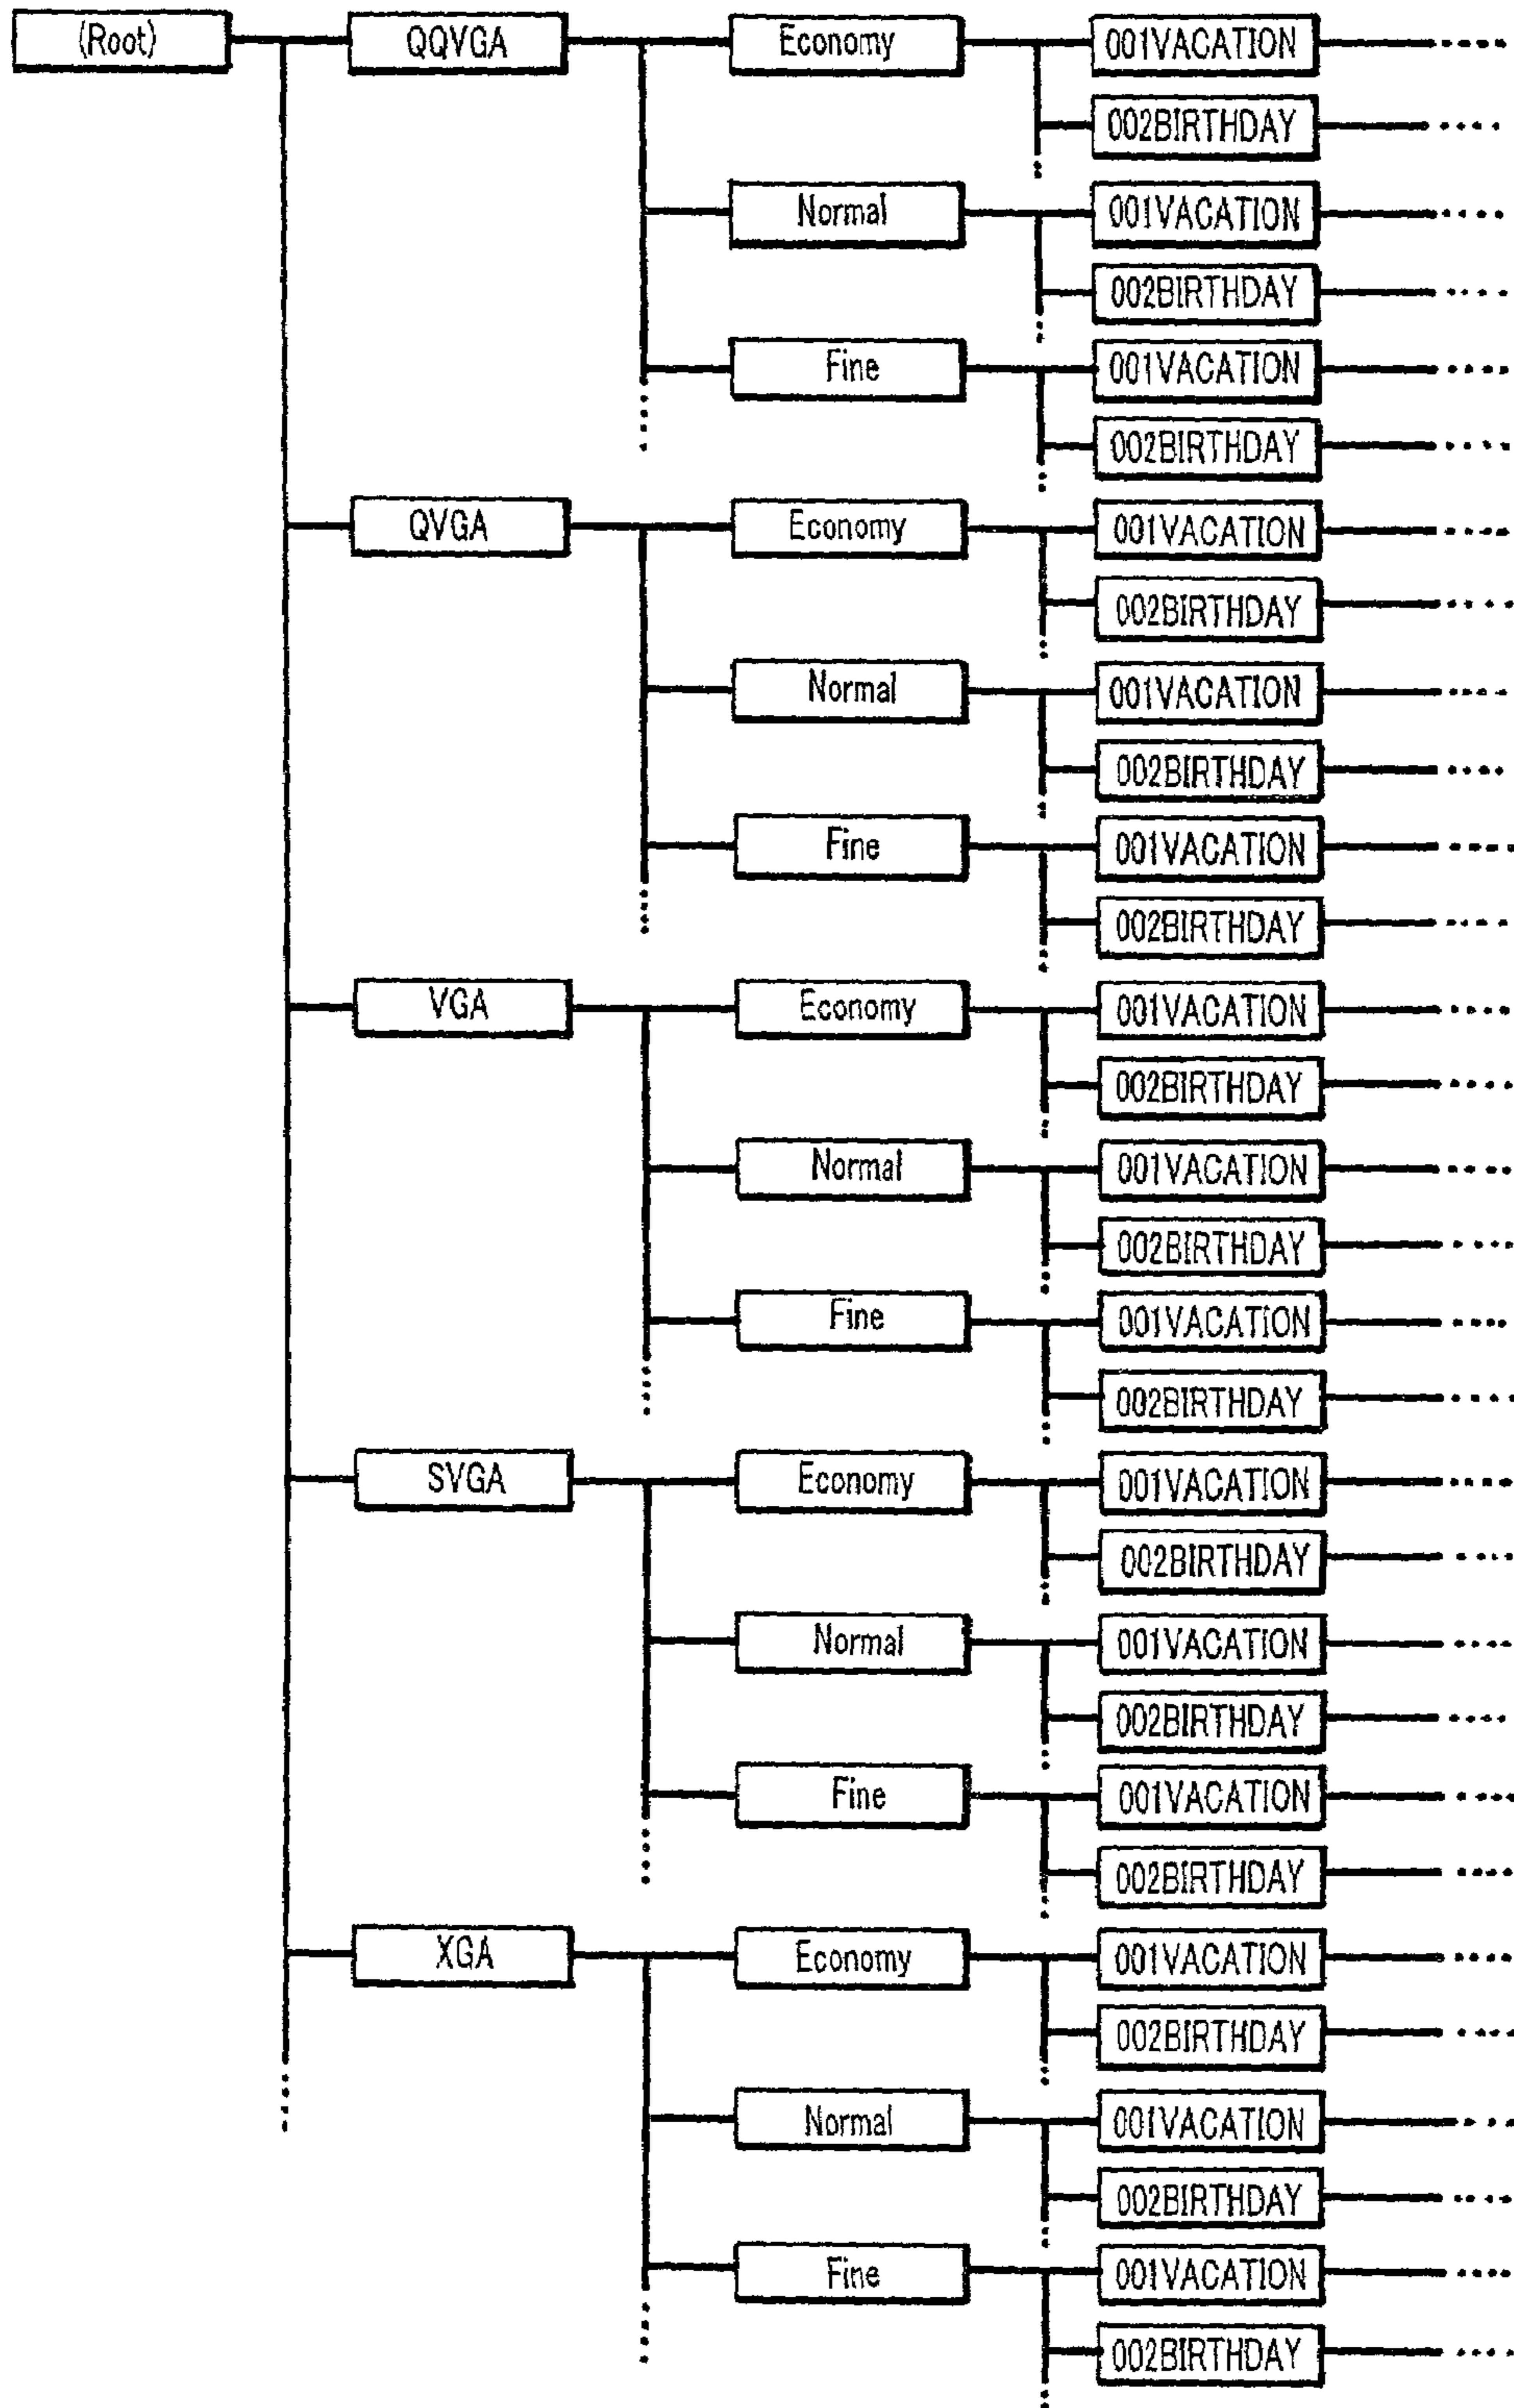 (Root) QQVGA Economy 001VACATION
002BIRTHDAY
Normal 001VACATION
002BIRTHDAY
Fine 001VACATION
002BIRTHDAY
QVGA Economy 001VACATION
002BIRTHDAY
Normal 001VACATION
002BIRTHDAY
Fine 001VACATION
002BIRTHDAY
VGA Economy 001VACATION
002BIRTHDAY
Normal 001VACATION
002BIRTHDAY
Fine 001VACATION
002BIRTHDAY
SVGA Economy 001VACATION
002BIRTHDAY
Normal 001VACATION
002BIRTHDAY
Fine 001VACATION
002BIRTHDAY
XGA Economy 001VACATION
002BIRTHDAY
Normal 001VACATION
002BIRTHDAY
Fine 001VACATION
002BIRTHDAY